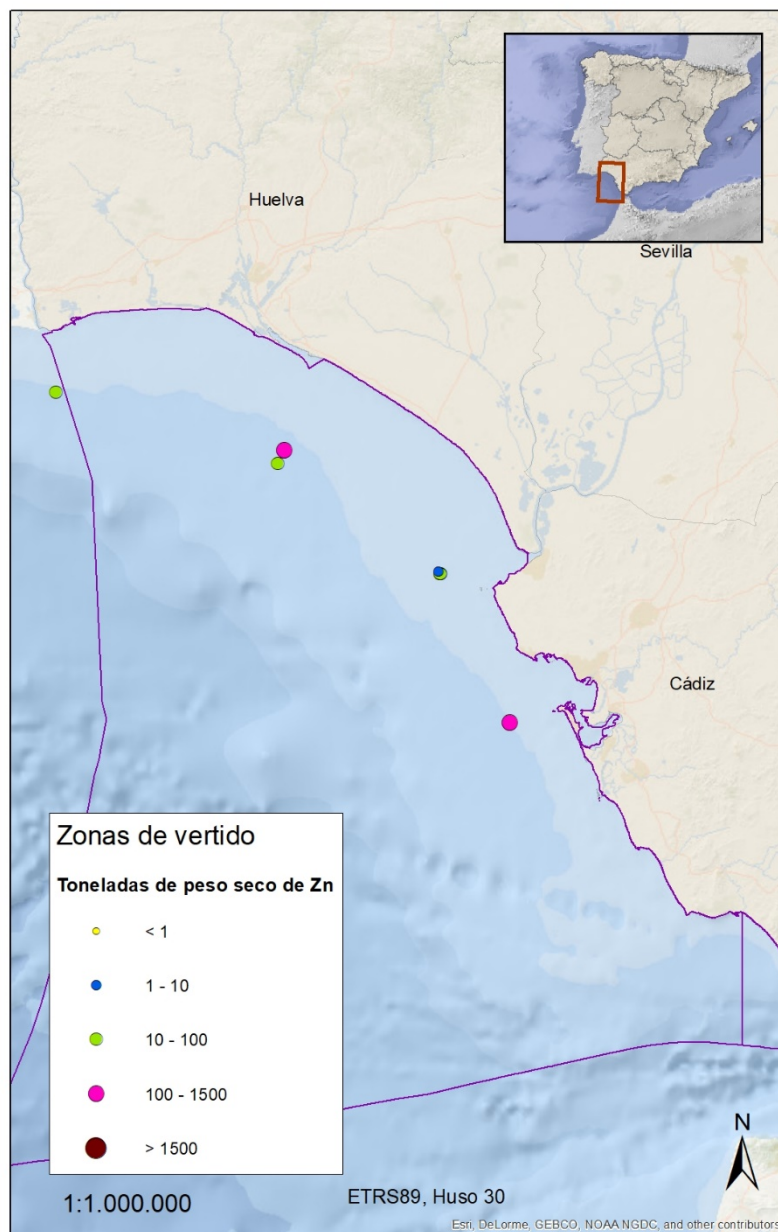 Huelva
Sevilla
Cádiz
Zonas de vertido
Toneladas de peso seco de Zn
< 1
1 - 10
10 - 100
100 - 1500
> 1500
N
1:1.000.000
ETRS89, Huso 30
Esri, DeLorme, GEBCO, NOAA NGDC, and other contributors